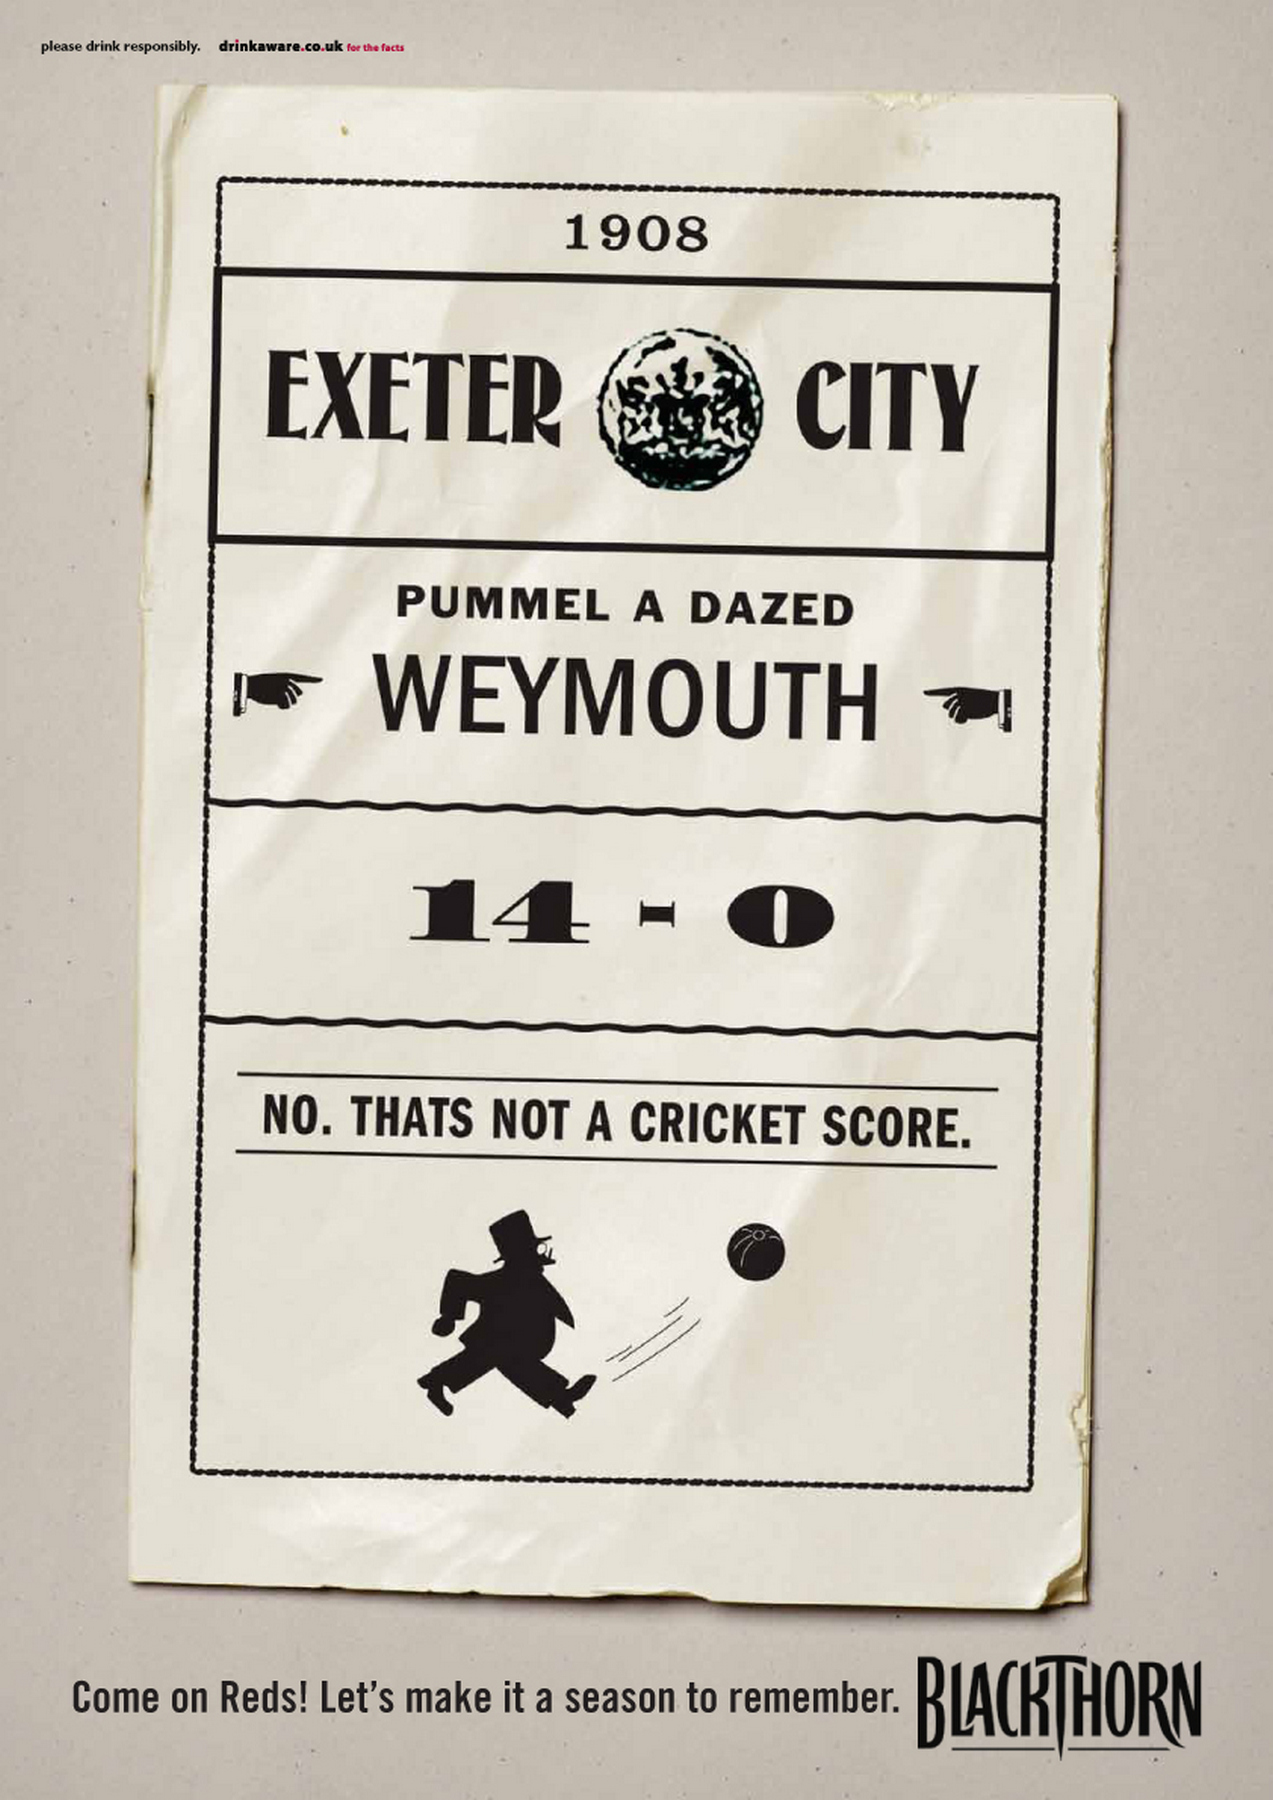 please drink responsibly. drinkaware.co.uk for the facts
1908
EXETER CITY
PUMMEL A DAZED
WEYMOUTH
14 - 0
NO. THATS NOT A CRICKET SCORE.
Come on Reds! Let's make it a season to remember. BLACKTHORN